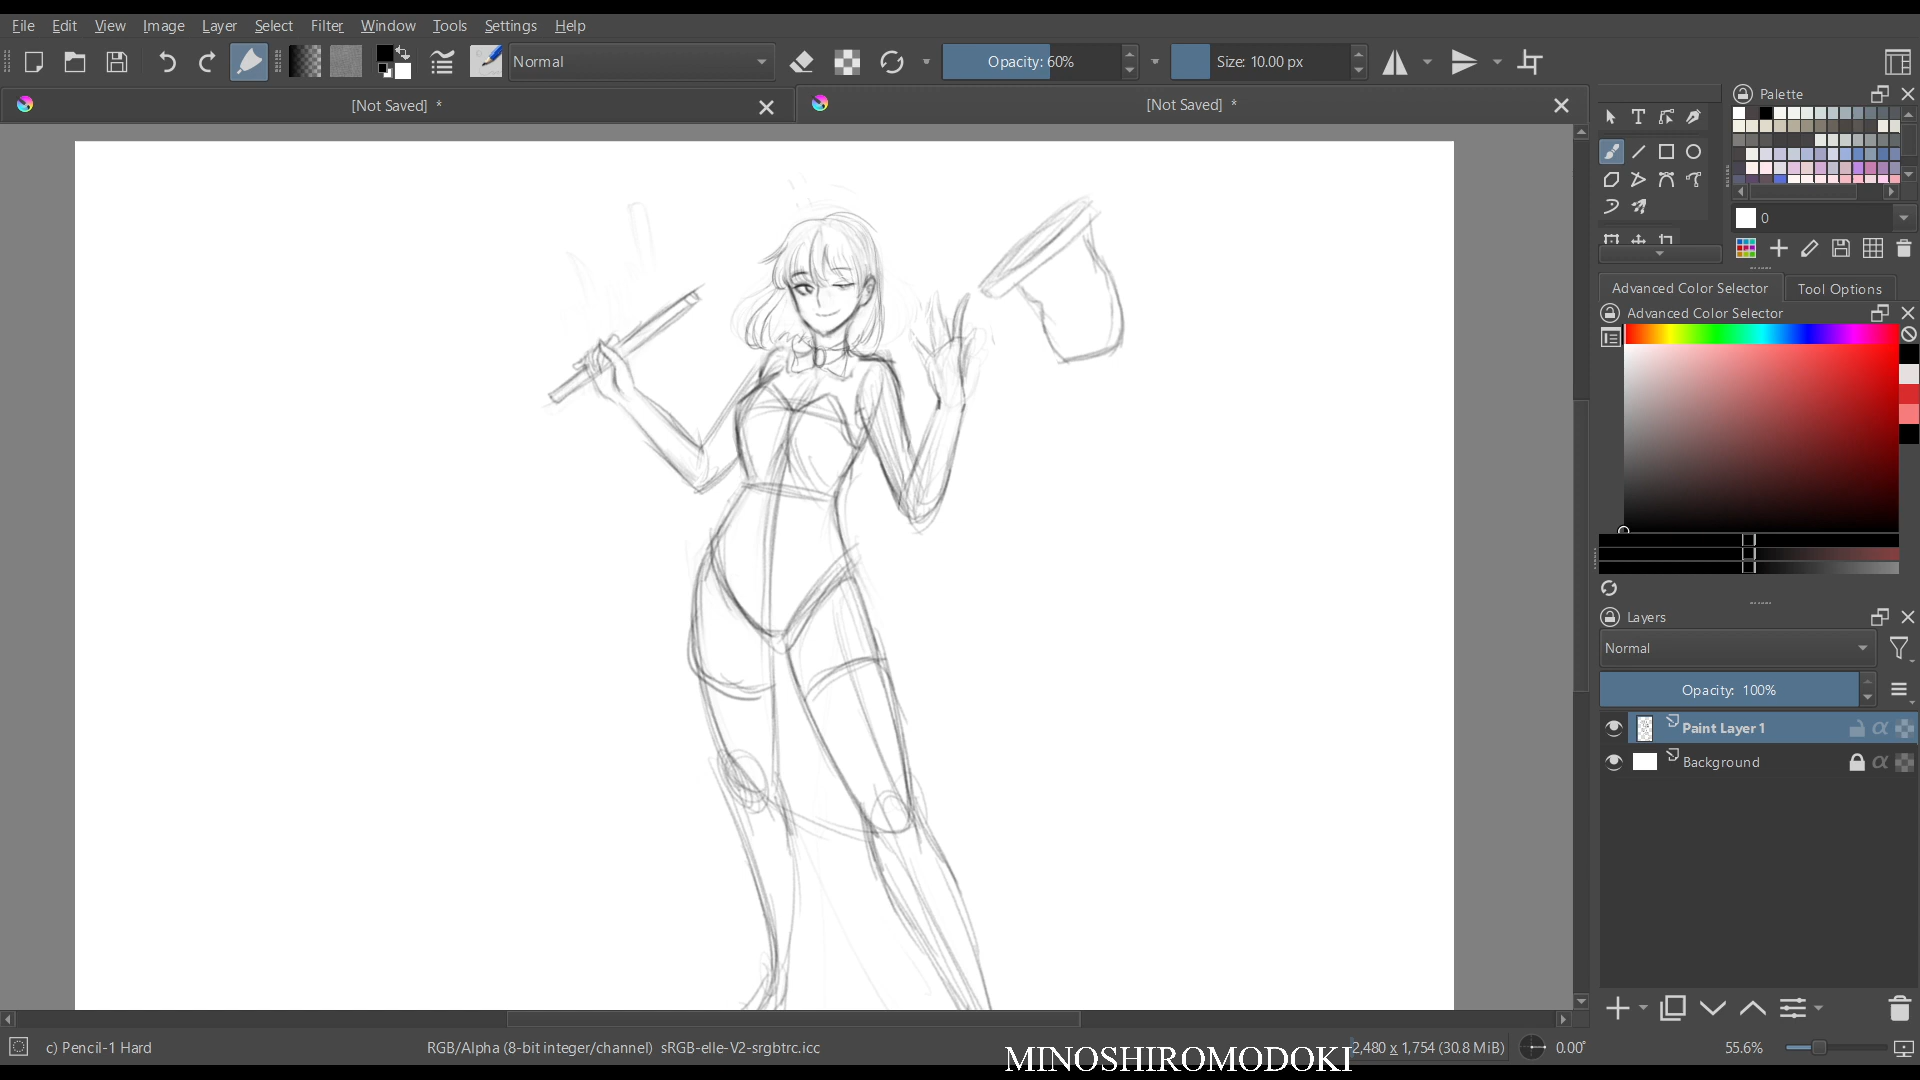 File Edit View Image Layer Select Filter Window Tools Settings Help
Normal Opacity: 60% Size: 10.00 px
[Not Saved] * [Not Saved] *
Palette
0
Advanced Color Selector Tool Options
Advanced Color Selector
Layers
Normal
Opacity: 100%
Paint Layer 1
Background
c) Pencil-1 Hard RGB/Alpha (8-bit integer/channel) sRGB-elle-V2-srgbtrc.icc 2,480 x 1,754 (30.8 MiB) 0.00° 55.6%
MINOSHIROMODOKI